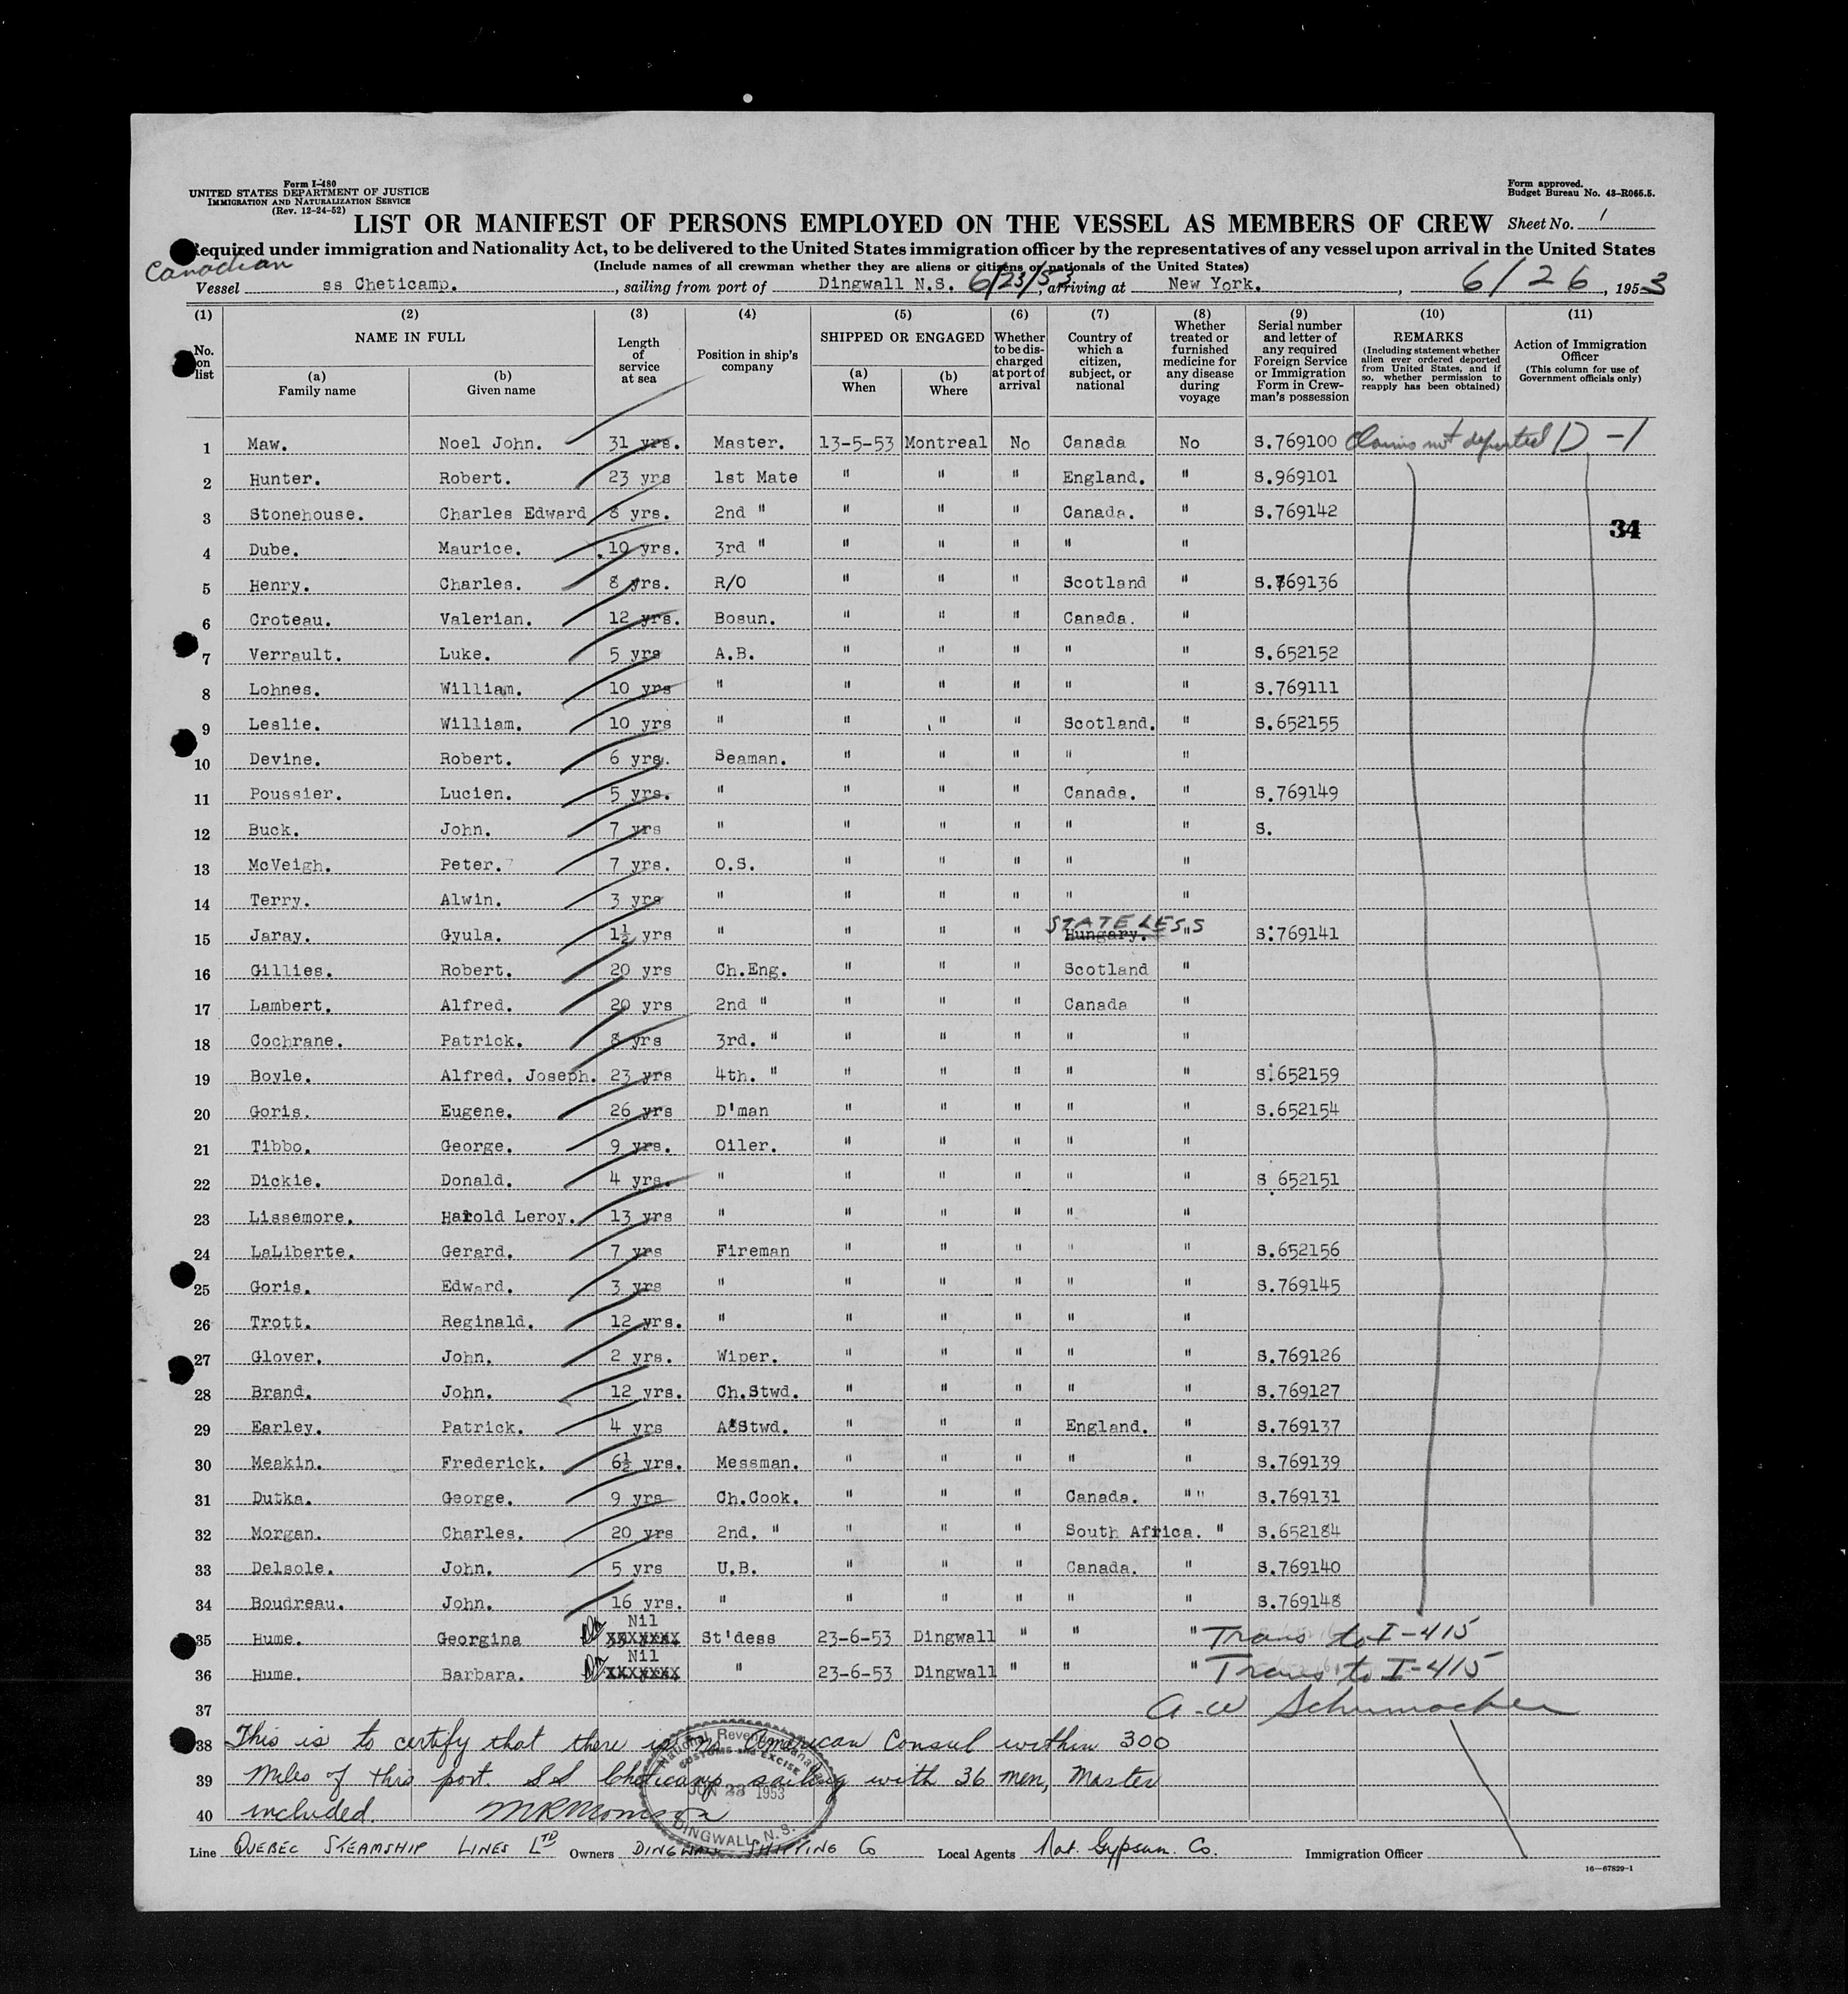 Form I-480
UNITED STATES DEPARTMENT OF JUSTICE
IMMIGRATION AND NATURALIZATION SERVICE
(Rev. 12-24-52)
Form approved.
Budget Bureau No. 43-R065.5.
LIST OR MANIFEST OF PERSONS EMPLOYED ON THE VESSEL AS MEMBERS OF CREW Sheet No. 1
Required under immigration and Nationality Act, to be delivered to the United States immigration officer by the representatives of any vessel upon arrival in the United States
(Include names of all crewman whether they are aliens or citizens or nationals of the United States)
Canadian
Vessel ss Cheticamp., sailing from port of Dingwall N.S. 6/23/53, arriving at New York., 6/26, 1953
(1) (2) (3) (4) (5) (6) (7) (8) (9) (10) (11)
No. on list
NAME IN FULL
(a) Family name
(b) Given name
Length of service at sea
Position in ship's company
SHIPPED OR ENGAGED
(a) When
(b) Where
Whether to be discharged at port of arrival
Country of which a citizen, subject, or national
Whether treated or furnished medicine for any disease during voyage
Serial number and letter of any required Foreign Service or Immigration Form in Crewman's possession
REMARKS
(Including statement whether alien ever ordered deported from United States, and if so, whether permission to reapply has been obtained)
Action of Immigration Officer
(This column for use of Government officials only)
1 Maw. Noel John. 31 yrs. Master. 13-5-53 Montreal No Canada No S.769100 Claims not deported D-1
2 Hunter. Robert. 23 yrs 1st Mate " " " England. " S.969101
3 Stonehouse. Charles Edward 8 yrs. 2nd " " " " Canada. " S.769142
34
4 Dube. Maurice. 10 yrs. 3rd " " " " " "
5 Henry. Charles. 8 yrs. R/O " " " Scotland " S.769136
6 Croteau. Valerian. 12 yrs. Bosun. " " " Canada. "
7 Verrault. Luke. 5 yrs A.B. " " " " " S.652152
8 Lohnes. William. 10 yrs " " " " " " S.769111
9 Leslie. William. 10 yrs " " " " Scotland. " S.652155
10 Devine. Robert. 6 yrs. Seaman. " " " " "
11 Poussier. Lucien. 5 yrs. " " " " Canada. " S.769149
12 Buck. John. 7 yrs " " " " " " S.
13 McVeigh. Peter. 7 yrs. O.S. " " " " "
14 Terry. Alwin. 3 yrs " " " " " "
STATELESS
15 Jaray. Gyula. 1½ yrs " " " " Hungary. " S.769141
16 Gillies. Robert. 20 yrs Ch.Eng. " " " Scotland "
17 Lambert. Alfred. 20 yrs 2nd " " " " Canada "
18 Cochrane. Patrick. 8 yrs 3rd. " " " " " "
19 Boyle. Alfred. Joseph. 23 yrs 4th. " " " " " " S.652159
20 Goris. Eugene. 26 yrs D'man " " " " " S.652154
21 Tibbo. George. 9 yrs. Oiler. " " " " "
22 Dickie. Donald. 4 yrs. " " " " " " S 652151
23 Lissemore. Harold Leroy. 13 yrs " " " " " "
24 LaLiberte. Gerard. 7 yrs Fireman " " " " " S.652156
25 Goris. Edward. 3 yrs " " " " " " S.769145
26 Trott. Reginald. 12 yrs. " " " " " "
27 Glover. John. 2 yrs. Wiper. " " " " " S.769126
28 Brand. John. 12 yrs. Ch.Stwd. " " " " " S.769127
29 Earley. Patrick. 4 yrs AsStwd. " " " England. " S.769137
30 Meakin. Frederick. 6½ yrs. Messman. " " " " " S.769139
31 Dutka. George. 9 yrs Ch.Cook. " " " Canada. "" S.769131
32 Morgan. Charles. 20 yrs 2nd. " " " " South Africa. " S.652184
33 Delsole. John. 5 yrs U.B. " " " Canada. " S.769140
34 Boudreau. John. 16 yrs. " " " " " " S.769148
35 Hume. Georgina Nil XXXXXXX St'dess 23-6-53 Dingwall " " " Trans to I-415
36 Hume. Barbara. Nil XXXXXXX " 23-6-53 Dingwall " " " Trans to I-415
37 A-W Schumacher
38 This is to certify that there is no American Consul within 300
39 miles of this port. SS Cheticamp sailing with 36 men, Master
40 included.
National Revenue Canada
CUSTOMS and EXCISE
JUN 23 1953
DINGWALL, N.S.
Line QUEBEC STEAMSHIP LINES LTD Owners DINGWALL SHIPPING Co Local Agents Nat. Gypsum. Co. Immigration Officer
16-67829-1